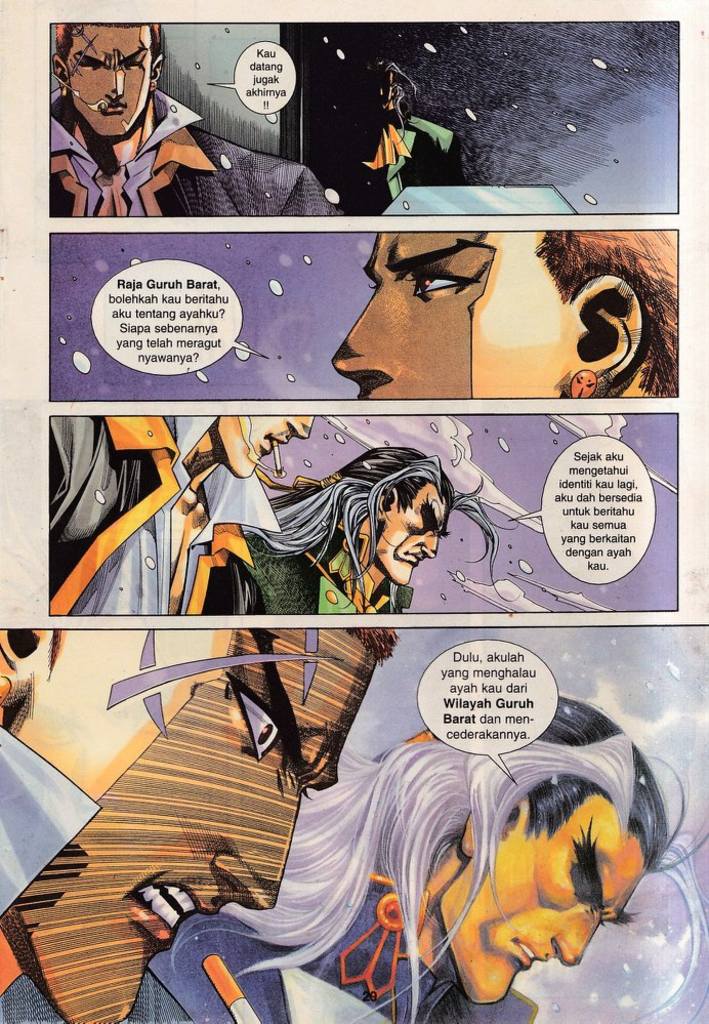 Kau
datang
jugak
akhirnya
!!
Raja Guruh Barat,
bolehkah kau beritahu
aku tentang ayahku?
Siapa sebenarnya
yang telah meragut
nyawanya?
Sejak aku
mengetahui
identiti kau lagi,
aku dah bersedia
untuk beritahu
kau semua
yang berkaitan
dengan ayah
kau.
Dulu, akulah
yang menghalau
ayah kau dari
Wilayah Guruh
Barat dan men-
cederakannya.
20